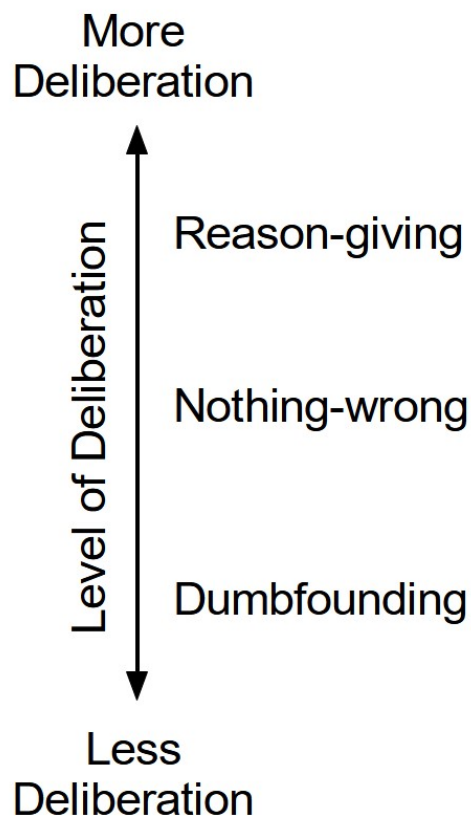 More
Deliberation
Level of Deliberation
Reason-giving
Nothing-wrong
Dumbfounding
Less
Deliberation